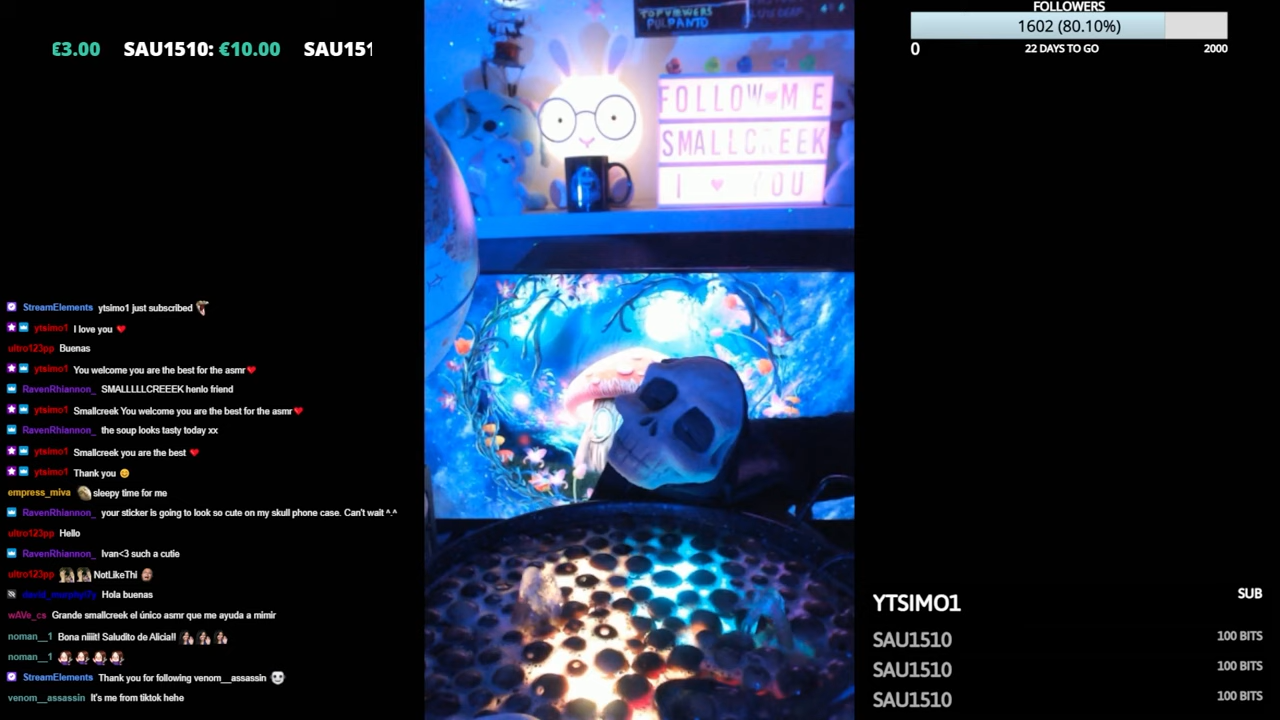 €3.00 SAU1510: €10.00 SAU151
StreamElements ytsimo1 just subscribed
ytsimo1 I love you
ultro123pp Buenas
ytsimo1 You welcome you are the best for the asmr
RavenRhiannon_ SMALLLLLCREEEK henlo friend
ytsimo1 Smallcreek You welcome you are the best for the asmr
RavenRhiannon_ the soup looks tasty today xx
ytsimo1 Smallcreek you are the best
ytsimo1 Thank you
empress_miva sleepy time for me
RavenRhiannon_ your sticker is going to look so cute on my skull phone case. Can't wait ^.^
ultro123pp Hello
RavenRhiannon_ Ivan<3 such a cutie
ultro123pp NotLikeThi
Hola buenas
wAVe_cs Grande smallcreek el único asmr que me ayuda a mimir
noman__1 Bona niiit! Saludito de Alicia!!
noman__1
StreamElements Thank you for following venom__assassin
venom__assassin It's me from tiktok hehe
TOPVIEWERS
PULPANTO
FOLLOW♥ME
SMALLCREEK
I ♥ YOU
FOLLOWERS
1602 (80.10%)
0 22 DAYS TO GO 2000
YTSIMO1 SUB
SAU1510 100 BITS
SAU1510 100 BITS
SAU1510 100 BITS